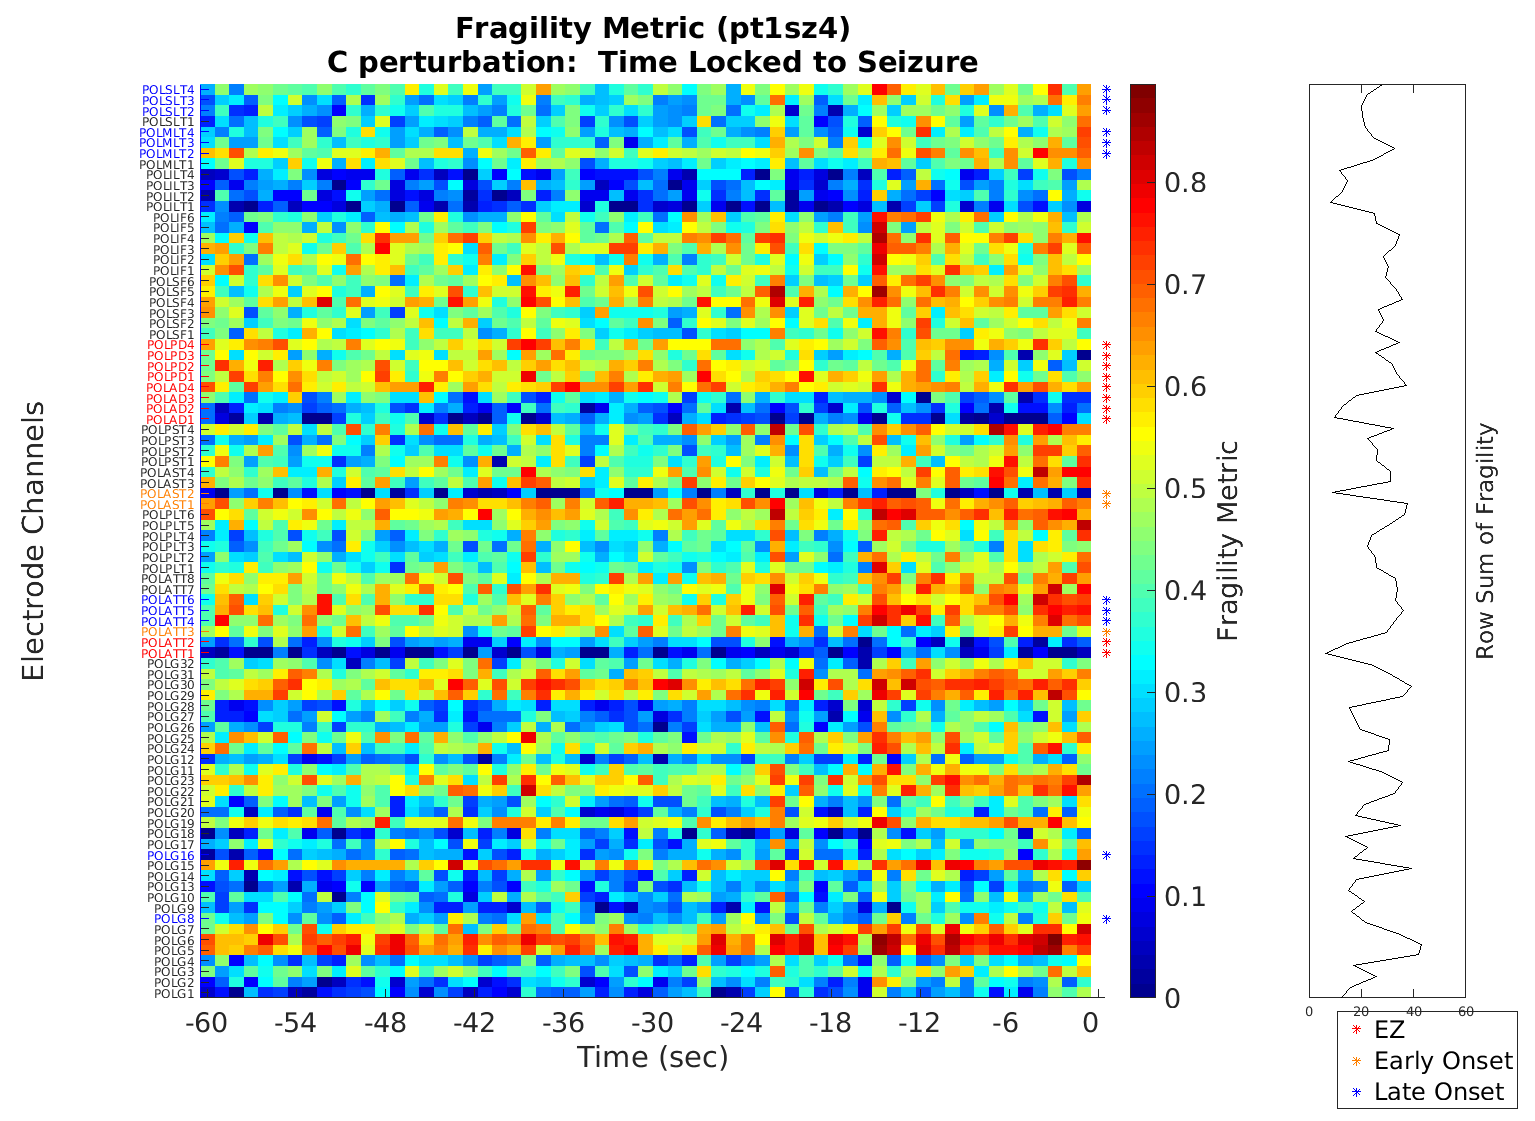 Fragility Metric (pt1sz4)
C perturbation:  Time Locked to Seizure
Electrode Channels
POLSLT4
POLSLT3
POLSLT2
POLSLT1
POLMLT4
POLMLT3
POLMLT2
POLMLT1
POLILT4
POLILT3
POLILT2
POLILT1
POLIF6
POLIF5
POLIF4
POLIF3
POLIF2
POLIF1
POLSF6
POLSF5
POLSF4
POLSF3
POLSF2
POLSF1
POLPD4
POLPD3
POLPD2
POLPD1
POLAD4
POLAD3
POLAD2
POLAD1
POLPST4
POLPST3
POLPST2
POLPST1
POLAST4
POLAST3
POLAST2
POLAST1
POLPLT6
POLPLT5
POLPLT4
POLPLT3
POLPLT2
POLPLT1
POLATT8
POLATT7
POLATT6
POLATT5
POLATT4
POLATT3
POLATT2
POLATT1
POLG32
POLG31
POLG30
POLG29
POLG28
POLG27
POLG26
POLG25
POLG24
POLG12
POLG11
POLG23
POLG22
POLG21
POLG20
POLG19
POLG18
POLG17
POLG16
POLG15
POLG14
POLG13
POLG10
POLG9
POLG8
POLG7
POLG6
POLG5
POLG4
POLG3
POLG2
POLG1
-60 -54 -48 -42 -36 -30 -24 -18 -12 -6 0
Time (sec)
0.8
0.7
0.6
0.5
0.4
0.3
0.2
0.1
0
Fragility Metric
Row Sum of Fragility
0 20 40 60
EZ
Early Onset
Late Onset